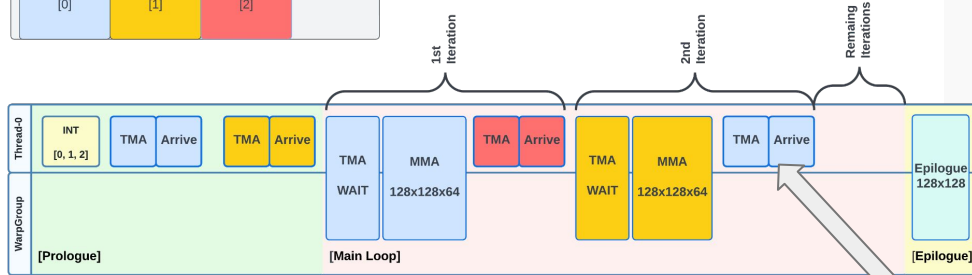 [0]
[1]
[2]
1st
Iteration
2nd
Iteration
Remaing
Iterations
Thread-0
INT
[0, 1, 2]
TMA
Arrive
TMA
Arrive
TMA
WAIT
MMA
128x128x64
TMA
Arrive
TMA
WAIT
MMA
128x128x64
TMA
Arrive
Epilogue
128x128
WarpGroup
[Prologue]
[Main Loop]
[Epilogue]